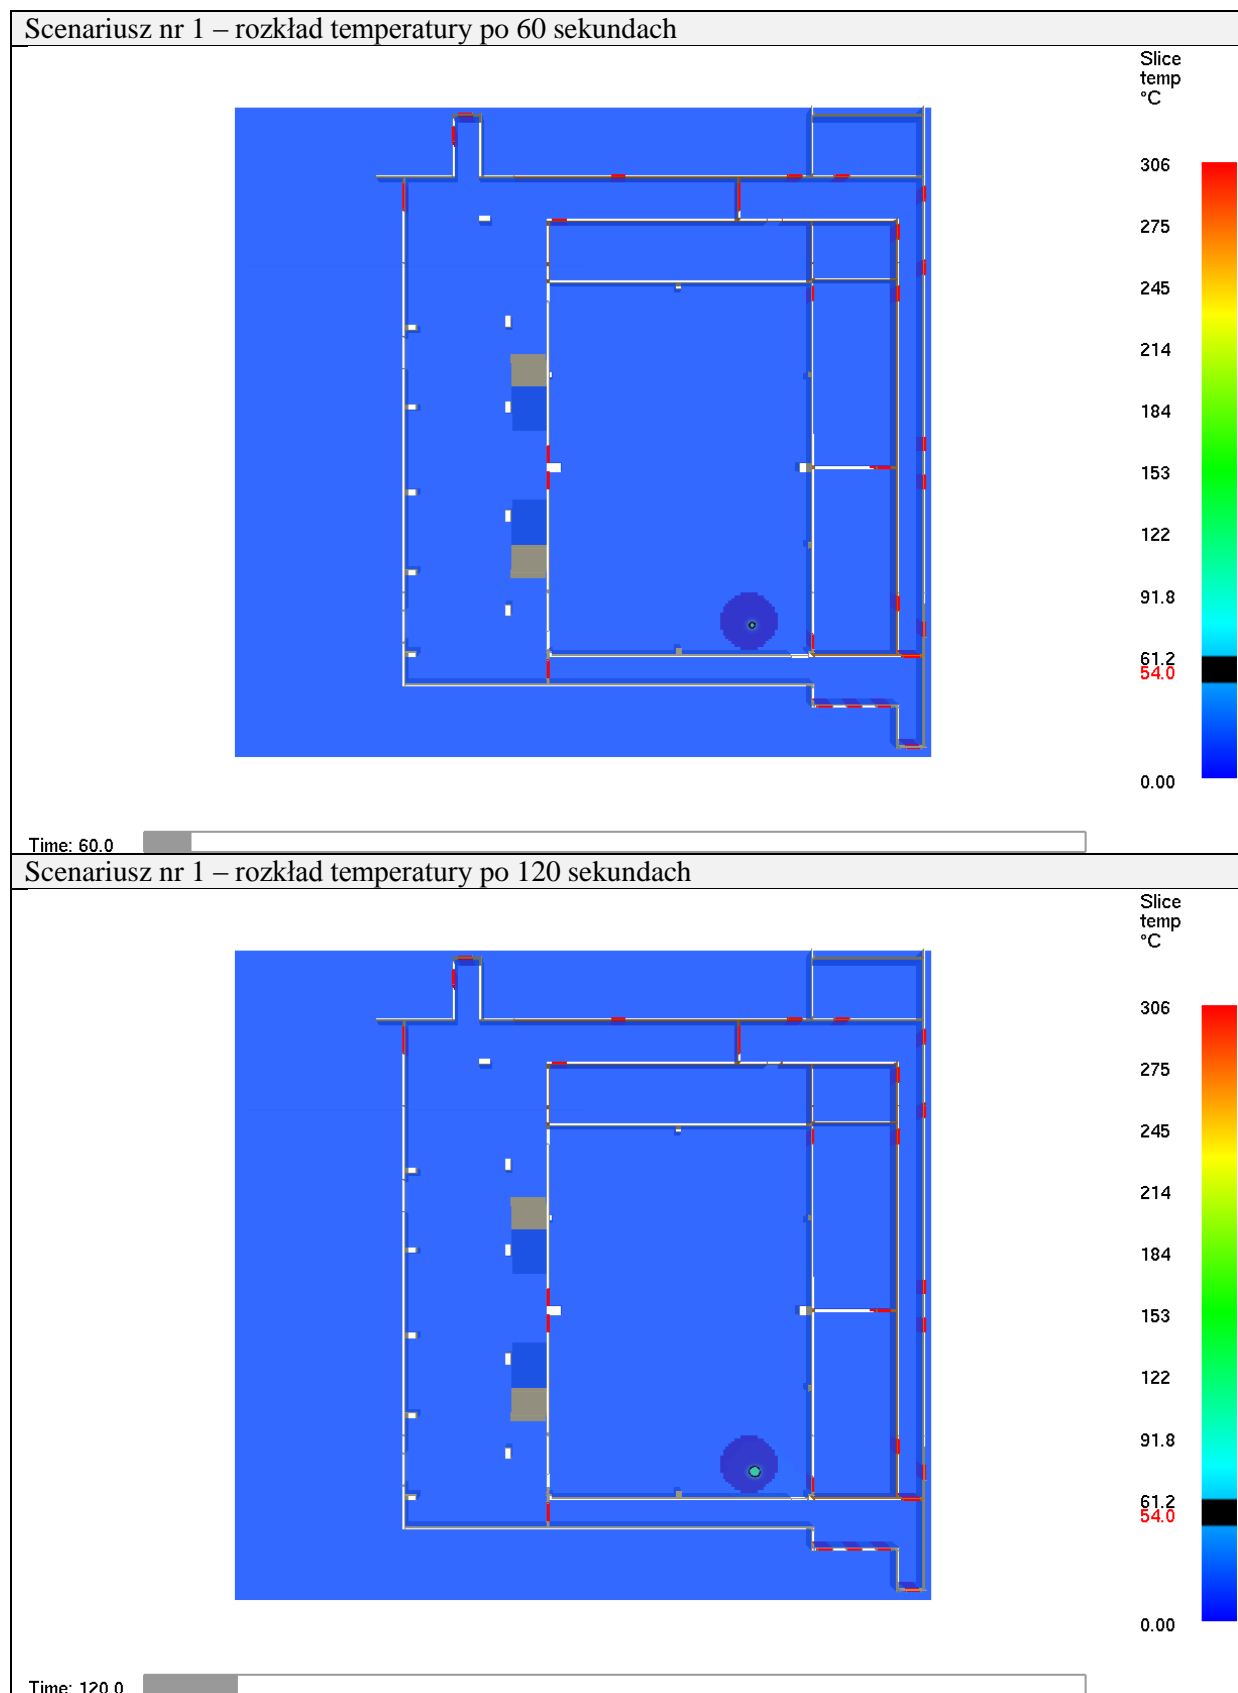 Scenariusz nr 1 – rozkład temperatury po 60 sekundach
Slice
temp
°C
306
275
245
214
184
153
122
91.8
61.2
54.0
0.00
Time: 60.0
Scenariusz nr 1 – rozkład temperatury po 120 sekundach
Slice
temp
°C
306
275
245
214
184
153
122
91.8
61.2
54.0
0.00
Time: 120.0